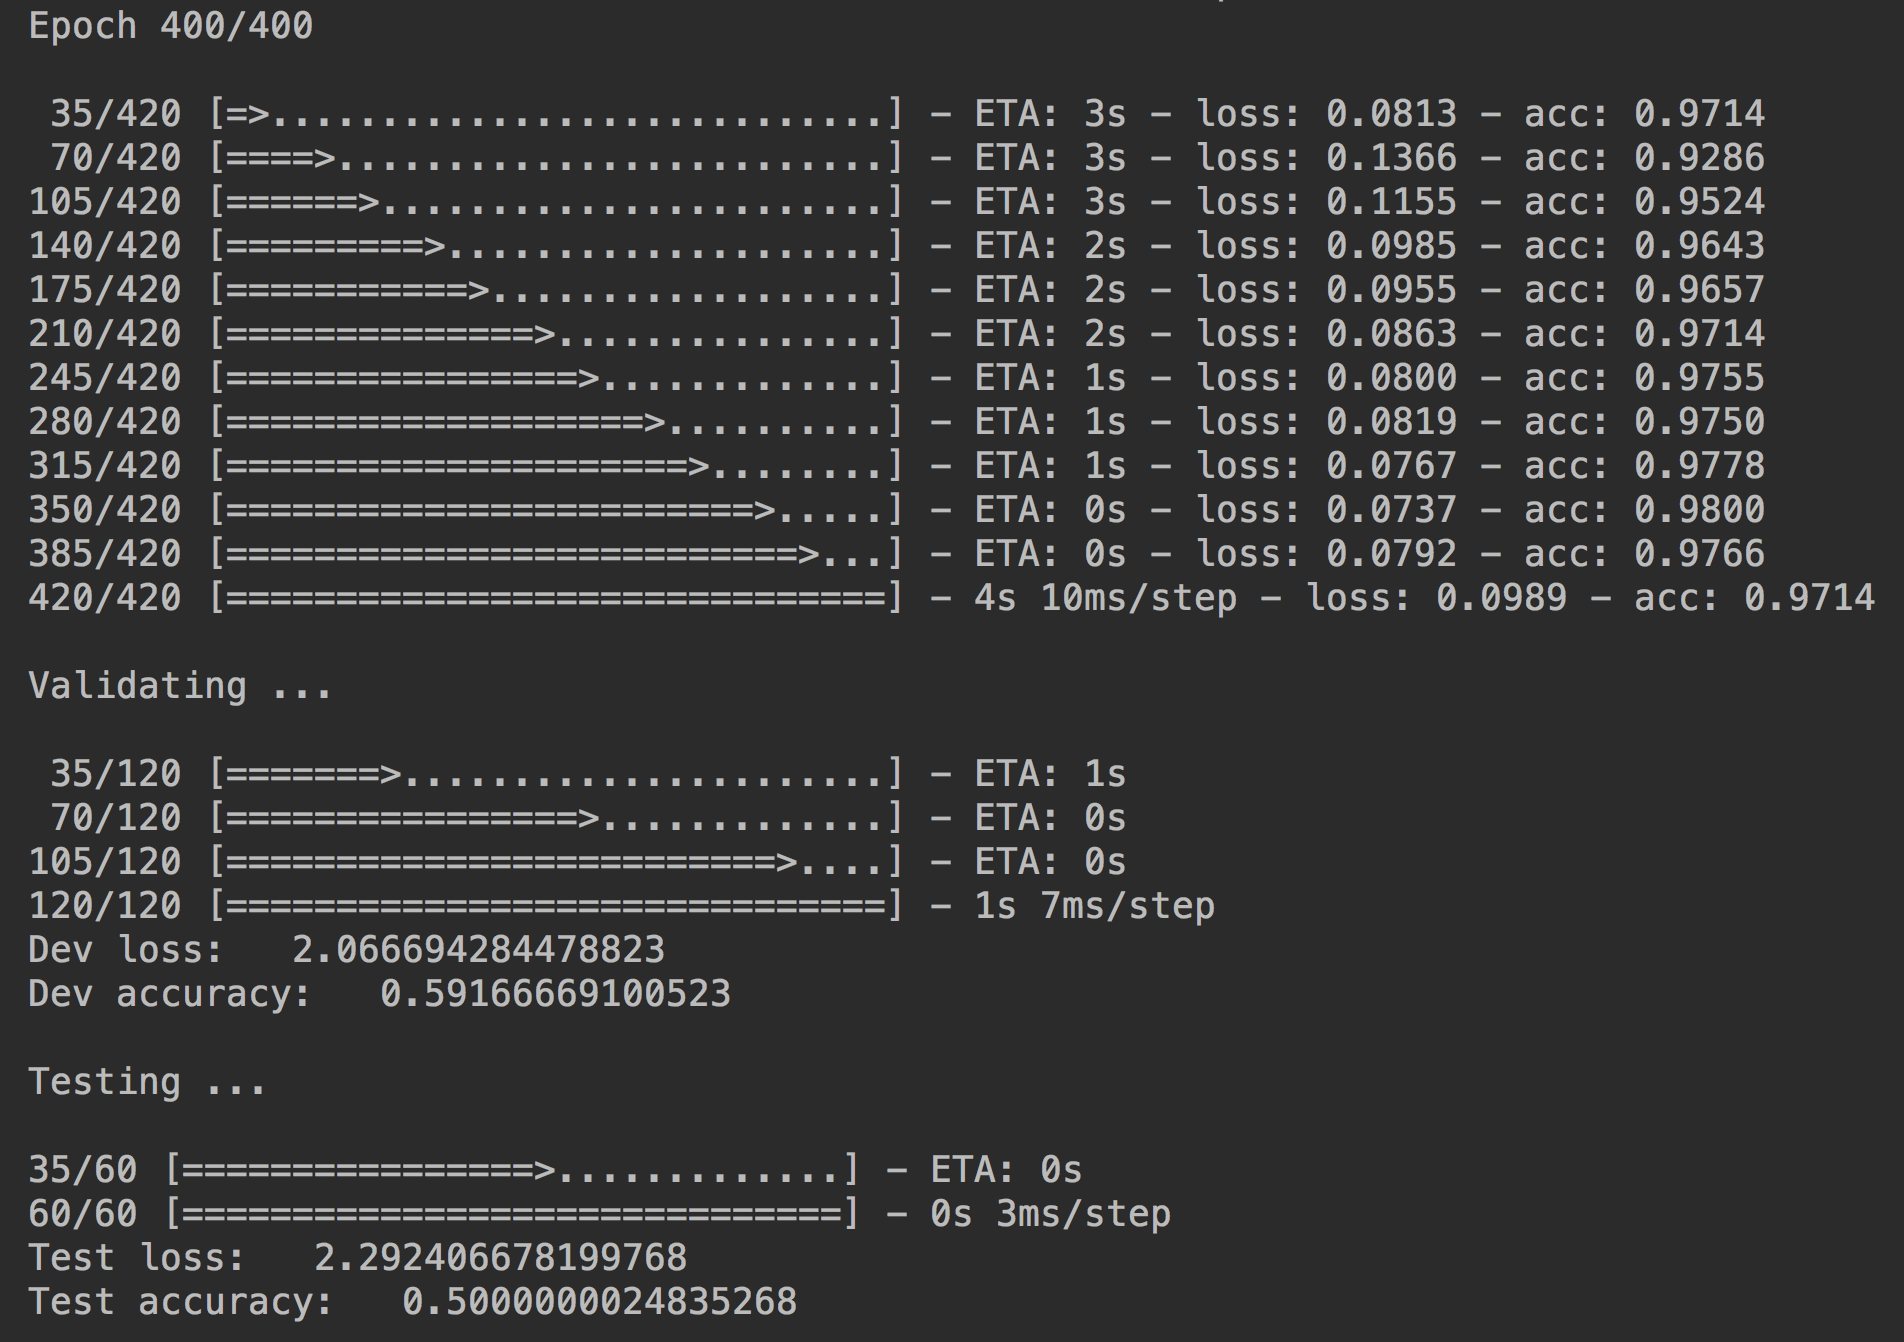 Epoch 400/400
 35/420 [=>............................] - ETA: 3s - loss: 0.0813 - acc: 0.9714
 70/420 [====>.........................] - ETA: 3s - loss: 0.1366 - acc: 0.9286
105/420 [======>.......................] - ETA: 3s - loss: 0.1155 - acc: 0.9524
140/420 [=========>....................] - ETA: 2s - loss: 0.0985 - acc: 0.9643
175/420 [===========>..................] - ETA: 2s - loss: 0.0955 - acc: 0.9657
210/420 [==============>...............] - ETA: 2s - loss: 0.0863 - acc: 0.9714
245/420 [================>.............] - ETA: 1s - loss: 0.0800 - acc: 0.9755
280/420 [===================>..........] - ETA: 1s - loss: 0.0819 - acc: 0.9750
315/420 [=====================>........] - ETA: 1s - loss: 0.0767 - acc: 0.9778
350/420 [========================>.....] - ETA: 0s - loss: 0.0737 - acc: 0.9800
385/420 [==========================>...] - ETA: 0s - loss: 0.0792 - acc: 0.9766
420/420 [==============================] - 4s 10ms/step - loss: 0.0989 - acc: 0.9714
Validating ...
 35/120 [=======>......................] - ETA: 1s
 70/120 [================>.............] - ETA: 0s
105/120 [=========================>....] - ETA: 0s
120/120 [==============================] - 1s 7ms/step
Dev loss:   2.066694284478823
Dev accuracy:   0.59166669100523
Testing ...
35/60 [================>.............] - ETA: 0s
60/60 [==============================] - 0s 3ms/step
Test loss:   2.292406678199768
Test accuracy:   0.5000000024835268